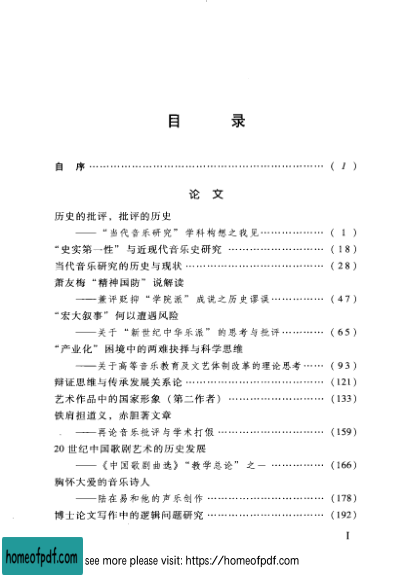 目 录
自 序 …………………………………………………… ( 1 )
论 文
历史的批评，批评的历史
——“当代音乐研究”学科构想之我见……………… ( 1 )
“史实第一性”与近现代音乐史研究 ……………………… ( 18 )
当代音乐研究的历史与现状 ……………………………… ( 28 )
萧友梅“精神国防”说解读
——兼评贬抑“学院派”成说之历史谬误…………… ( 47 )
“宏大叙事”何以遭遇风险
——关于“新世纪中华乐派”的思考与批评………… ( 65 )
“产业化”困境中的两难抉择与科学思维
——关于高等音乐教育及文艺体制改革的理论思考 …… ( 93 )
辩证思维与传承发展关系论 ……………………………… (121)
艺术作品中的国家形象（第二作者） …………………… (133)
铁肩担道义，赤胆著文章
——再论音乐批评与学术打假 ………………………… (159)
20 世纪中国歌剧艺术的历史发展
——《中国歌剧曲选》“教学总论”之一 …………… (166)
胸怀大爱的音乐诗人
——陆在易和他的声乐创作 …………………………… (178)
博士论文写作中的逻辑问题研究 ………………………… (192)
I
homeofpdf.com
see more please visit: https://homeofpdf.com